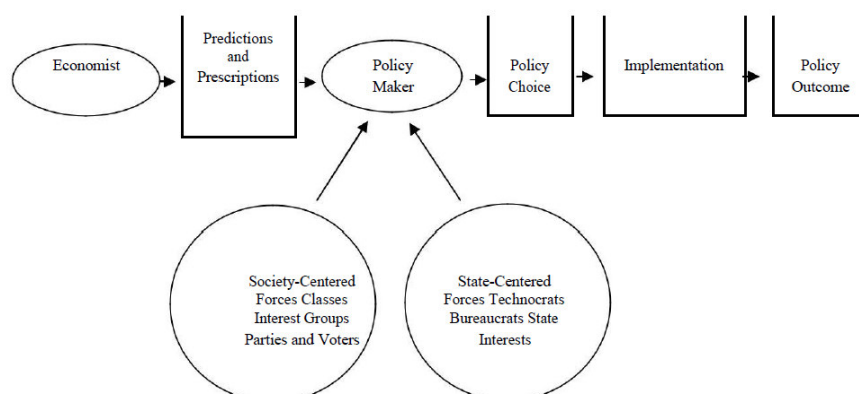 Economist
Predictions
and
Prescriptions
Policy
Maker
Policy
Choice
Implementation
Policy
Outcome
Society-Centered
Forces Classes
Interest Groups
Parties and Voters
State-Centered
Forces Technocrats
Bureaucrats State
Interests